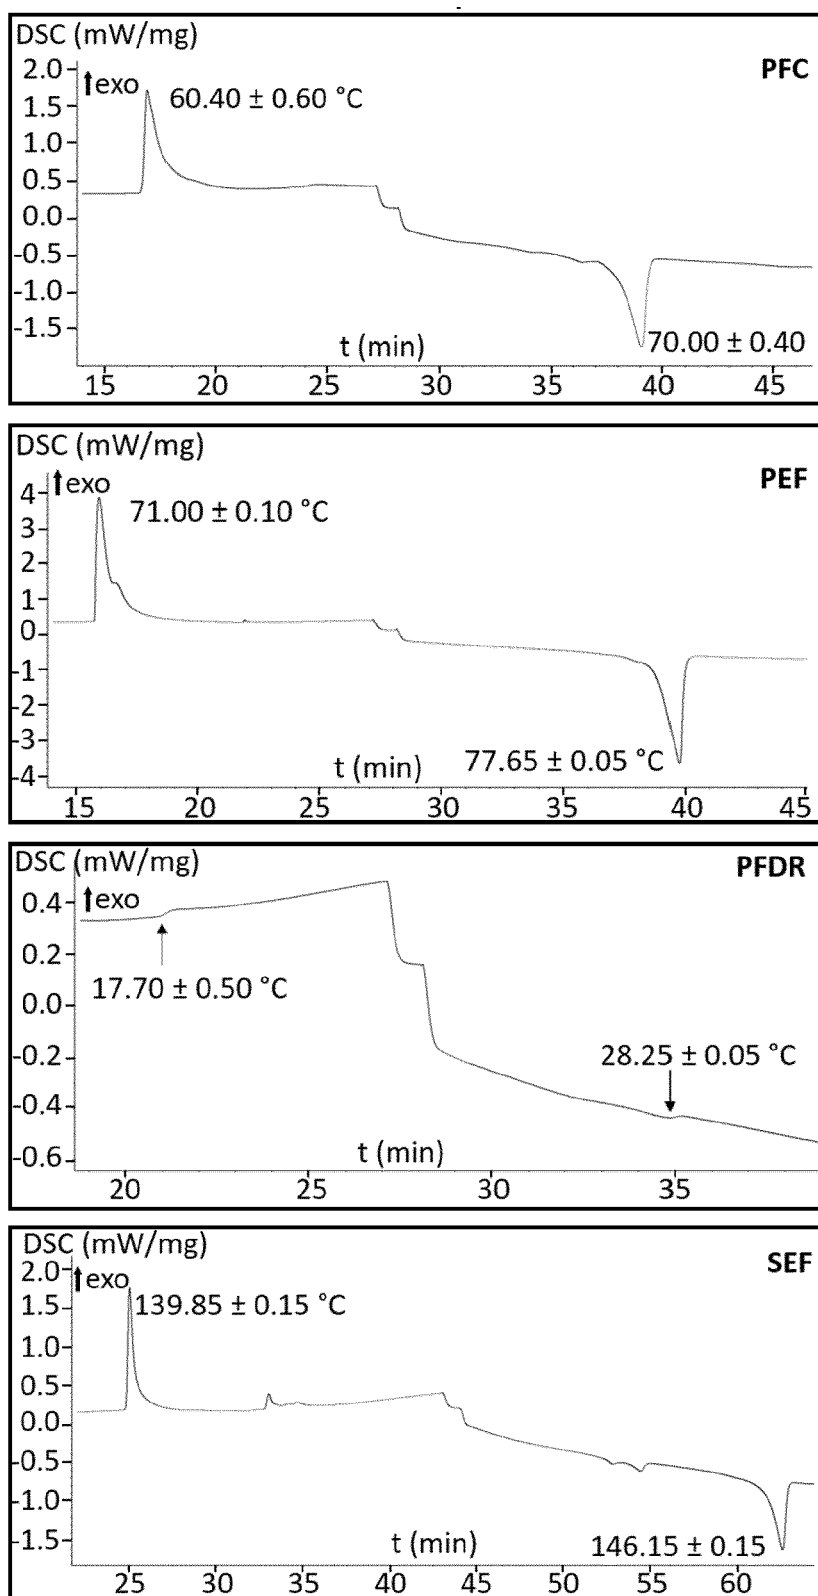 DSC (mW/mg)
PFC
2.0
exo
60.40 ± 0.60 °C
1.5
1.0
0.5
0.0
-0.5
-1.0
-1.5
t (min)
70.00 ± 0.40
15 20 25 30 35 40 45
DSC (mW/mg)
PEF
4
exo
71.00 ± 0.10 °C
3
2
1
0
-1
-2
-3
t (min)
77.65 ± 0.05 °C
-4
15 20 25 30 35 40 45
DSC (mW/mg)
PFDR
exo
0.4
0.2
17.70 ± 0.50 °C
0.0
-0.2
28.25 ± 0.05 °C
-0.4
-0.6
t (min)
20 25 30 35
DSC (mW/mg)
SEF
2.0
exo
139.85 ± 0.15 °C
1.5
1.0
0.5
0.0
-0.5
-1.0
-1.5
t (min)
146.15 ± 0.15
25 30 35 40 45 50 55 60